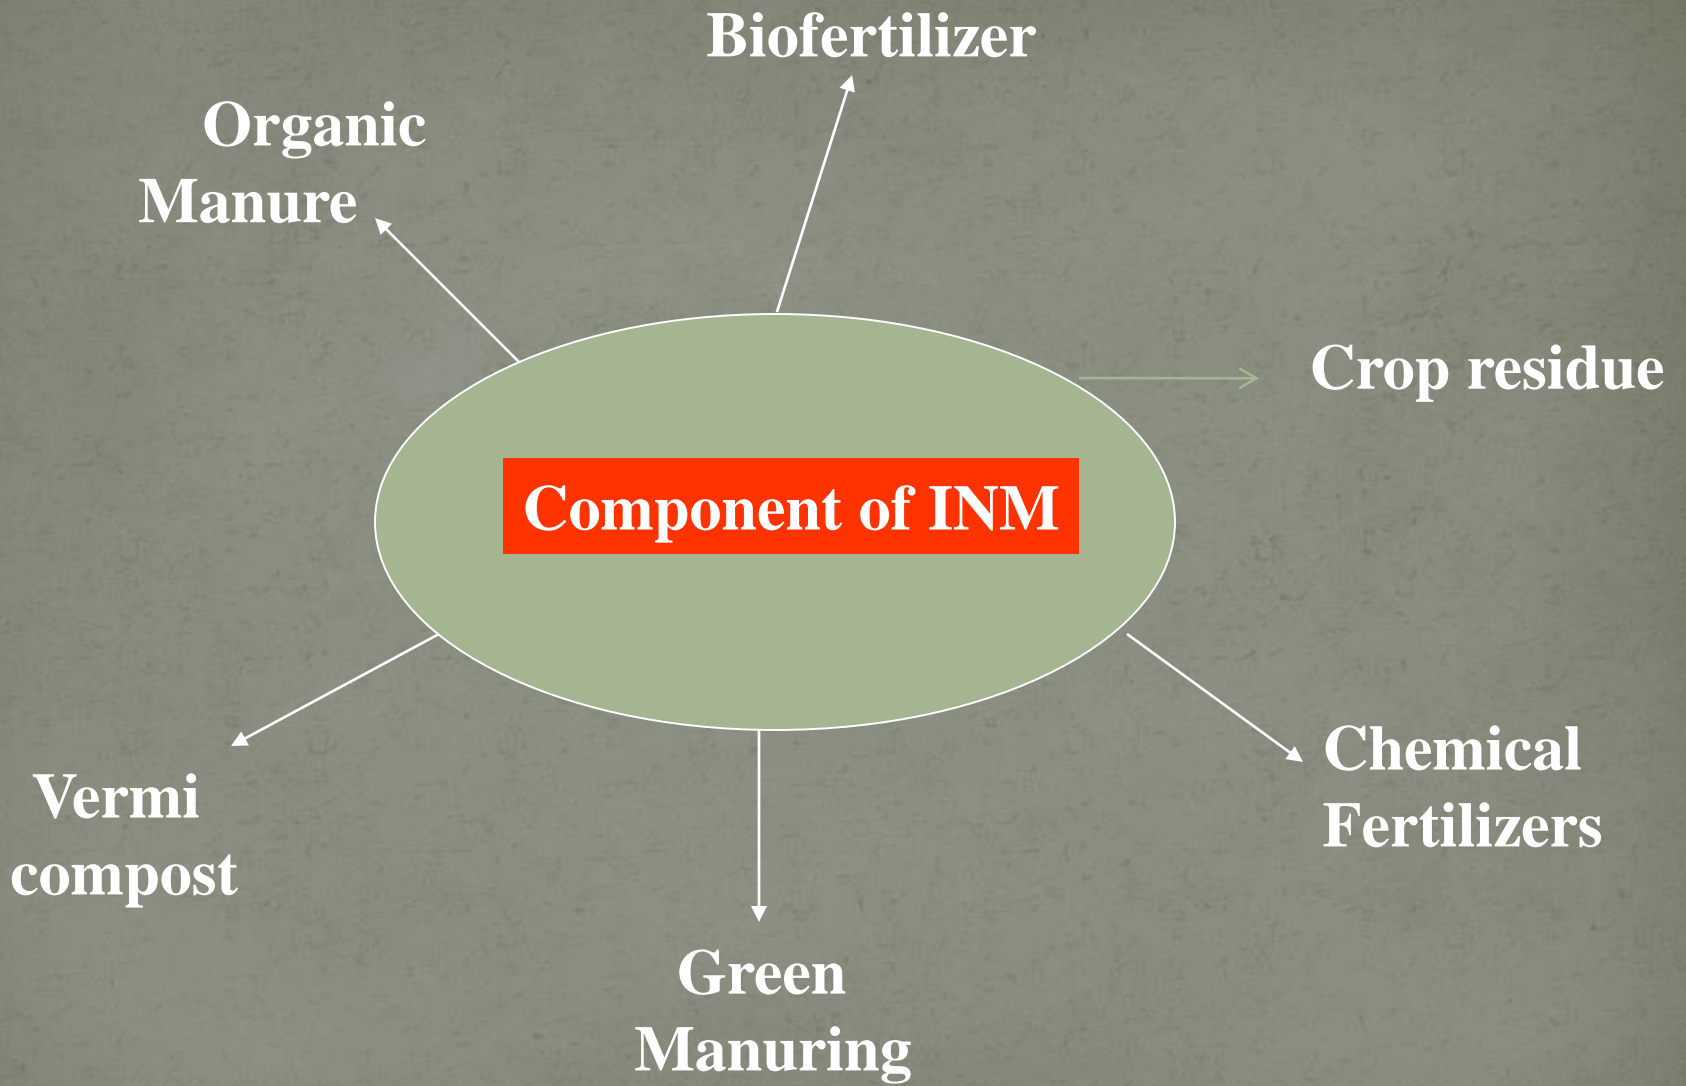 Biofertilizer
Organic
Manure
Crop residue
Component of INM
Chemical
Fertilizers
Vermi
compost
Green
Manuring